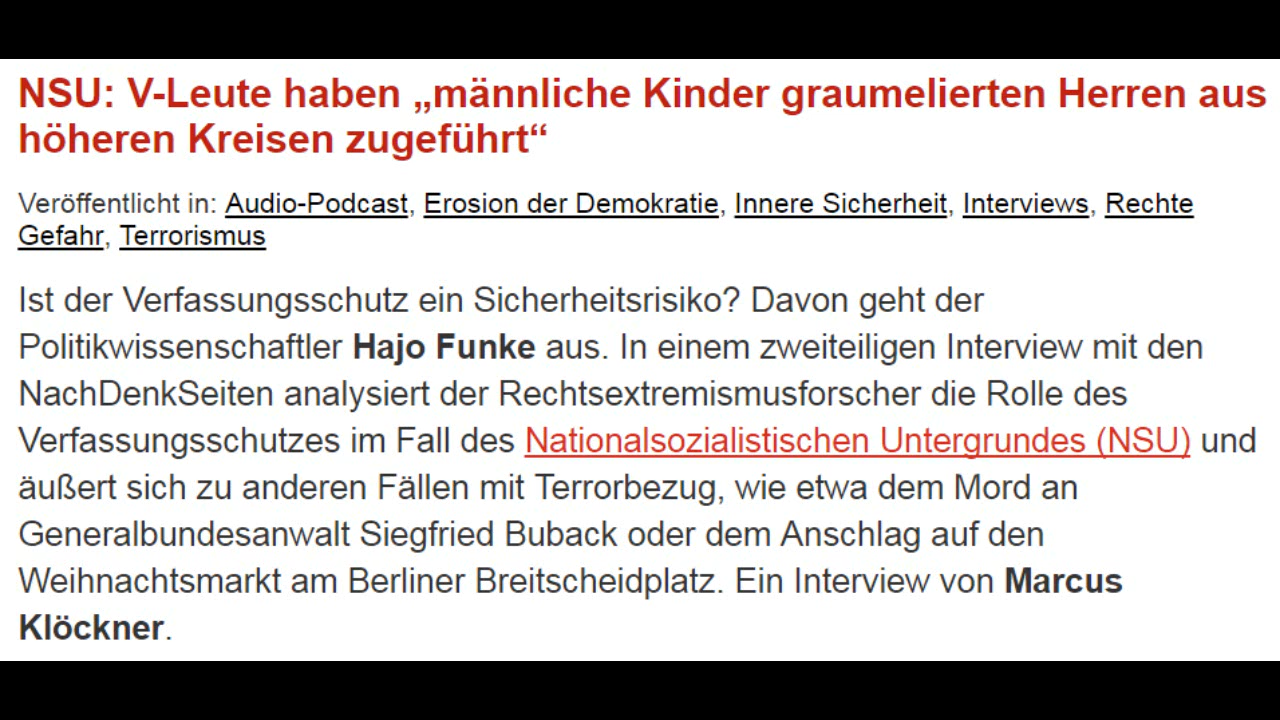 NSU: V-Leute haben „männliche Kinder graumelierten Herren aus
höheren Kreisen zugeführt“
Veröffentlicht in: Audio-Podcast, Erosion der Demokratie, Innere Sicherheit, Interviews, Rechte
Gefahr, Terrorismus
Ist der Verfassungsschutz ein Sicherheitsrisiko? Davon geht der
Politikwissenschaftler Hajo Funke aus. In einem zweiteiligen Interview mit den
NachDenkSeiten analysiert der Rechtsextremismusforscher die Rolle des
Verfassungsschutzes im Fall des Nationalsozialistischen Untergrundes (NSU) und
äußert sich zu anderen Fällen mit Terrorbezug, wie etwa dem Mord an
Generalbundesanwalt Siegfried Buback oder dem Anschlag auf den
Weihnachtsmarkt am Berliner Breitscheidplatz. Ein Interview von Marcus
Klöckner.